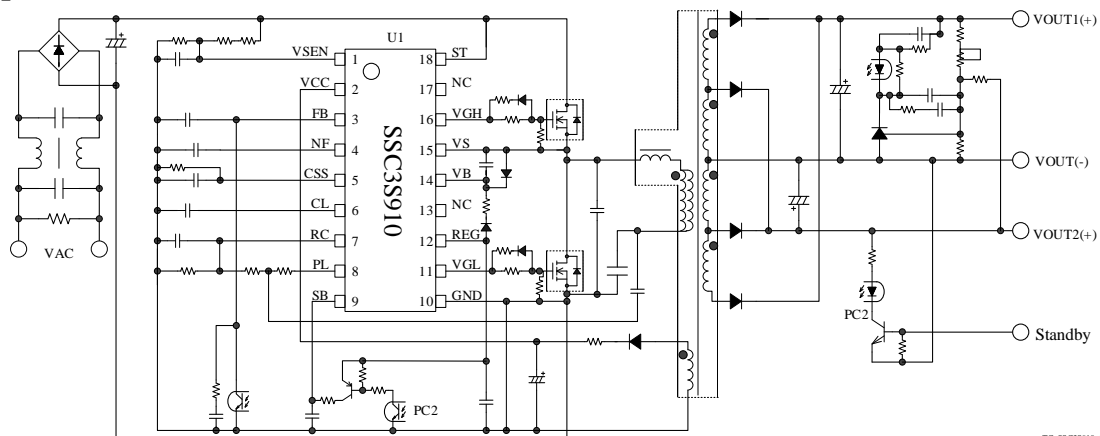 U1
VSEN 1 18 ST
VCC 2 17 NC
FB 3 16 VGH
NF 4 15 VS
CSS 5 14 VB
CL 6 13 NC
RC 7 12 REG
PL 8 11 VGL
SB 9 10 GND
SSC3S910
VAC
VOUT1(+)
VOUT(-)
VOUT2(+)
PC2
Standby
PC2